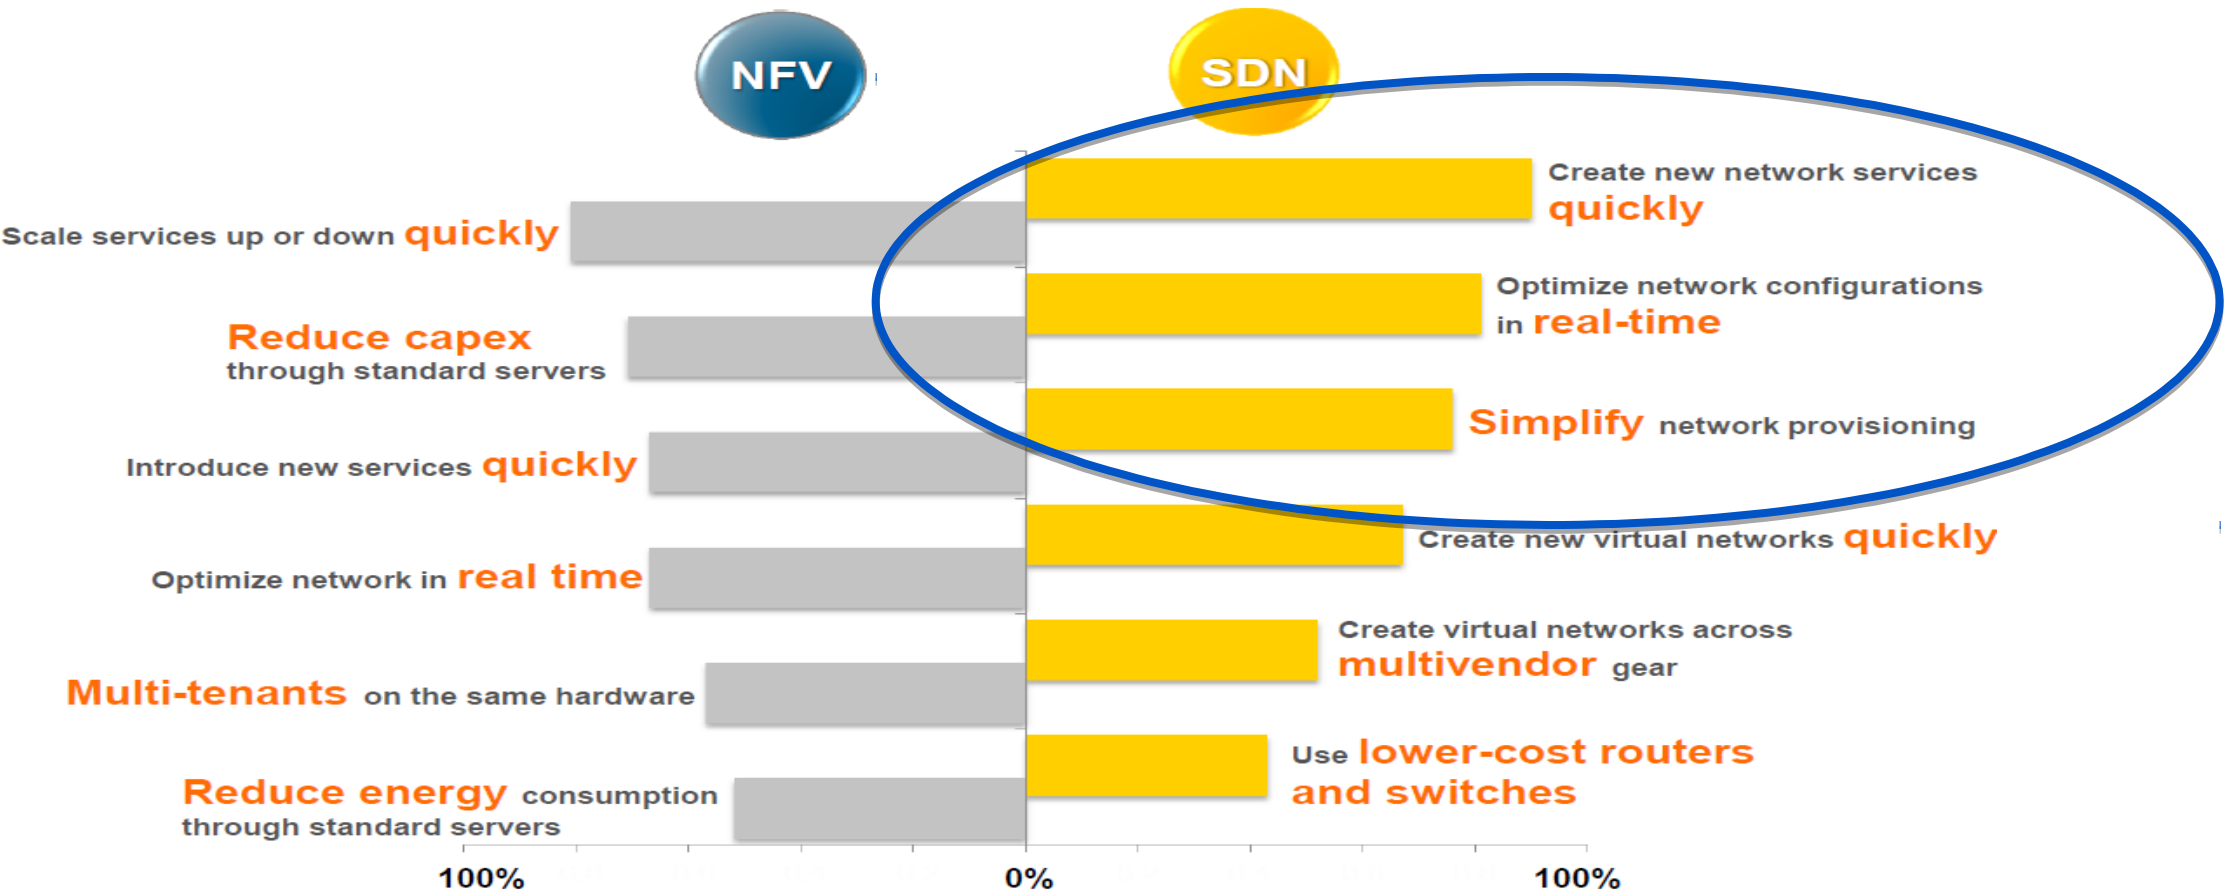 NFV
SDN
Create new network services
quickly
Scale services up or down quickly
Optimize network configurations
in real-time
Reduce capex
through standard servers
Simplify network provisioning
Introduce new services quickly
Create new virtual networks quickly
Optimize network in real time
Create virtual networks across
multivendor gear
Multi-tenants on the same hardware
Use lower-cost routers
and switches
Reduce energy consumption
through standard servers
100%
0%
100%